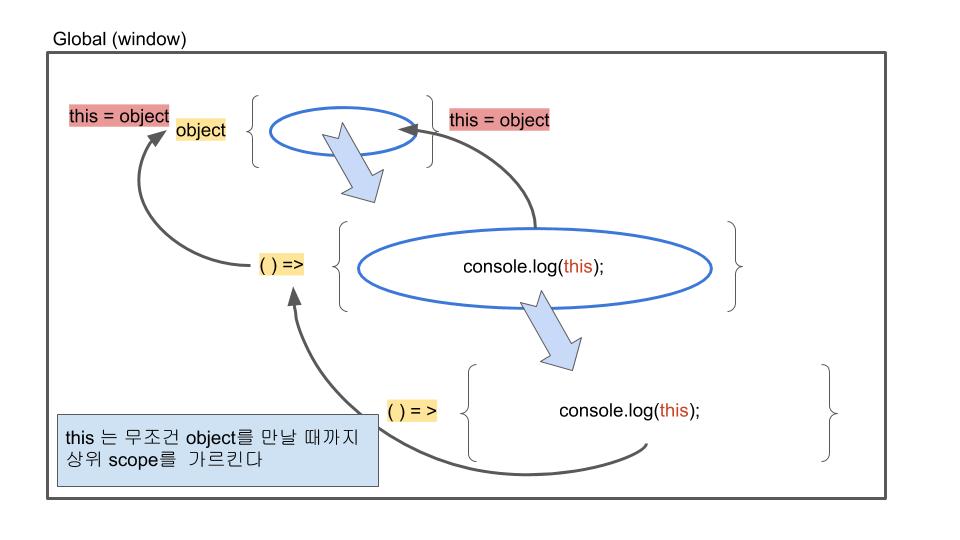 Global (window)
this = object
object
this = object
( ) =>
console.log(this);
( ) = >
console.log(this);
this 는 무조건 object를 만날 때까지
상위 scope를 가르킨다